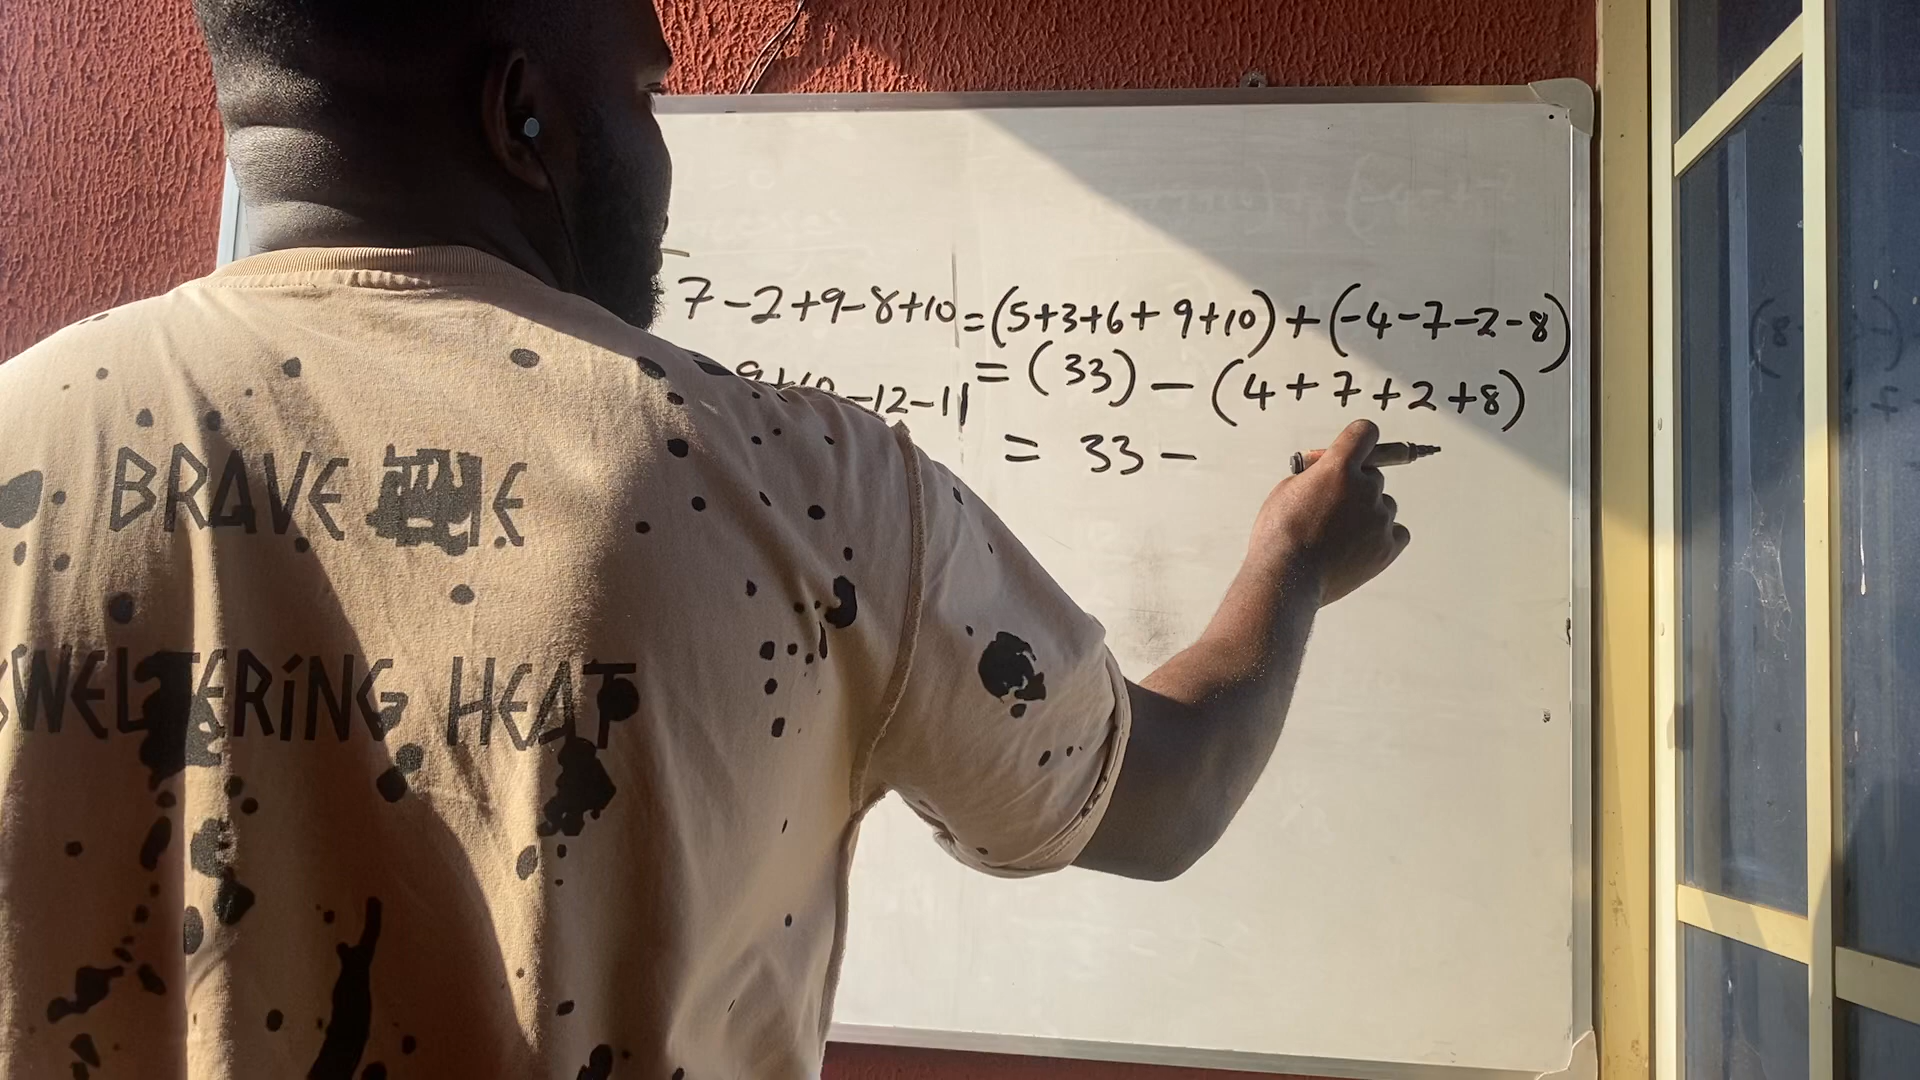 7-2+9-8+10=(5+3+6+9+10)+(-4-7-2-8)
9+10-12-11=(33)-(4+7+2+8)
=33-
BRAVE THE
SWELTERING HEAT